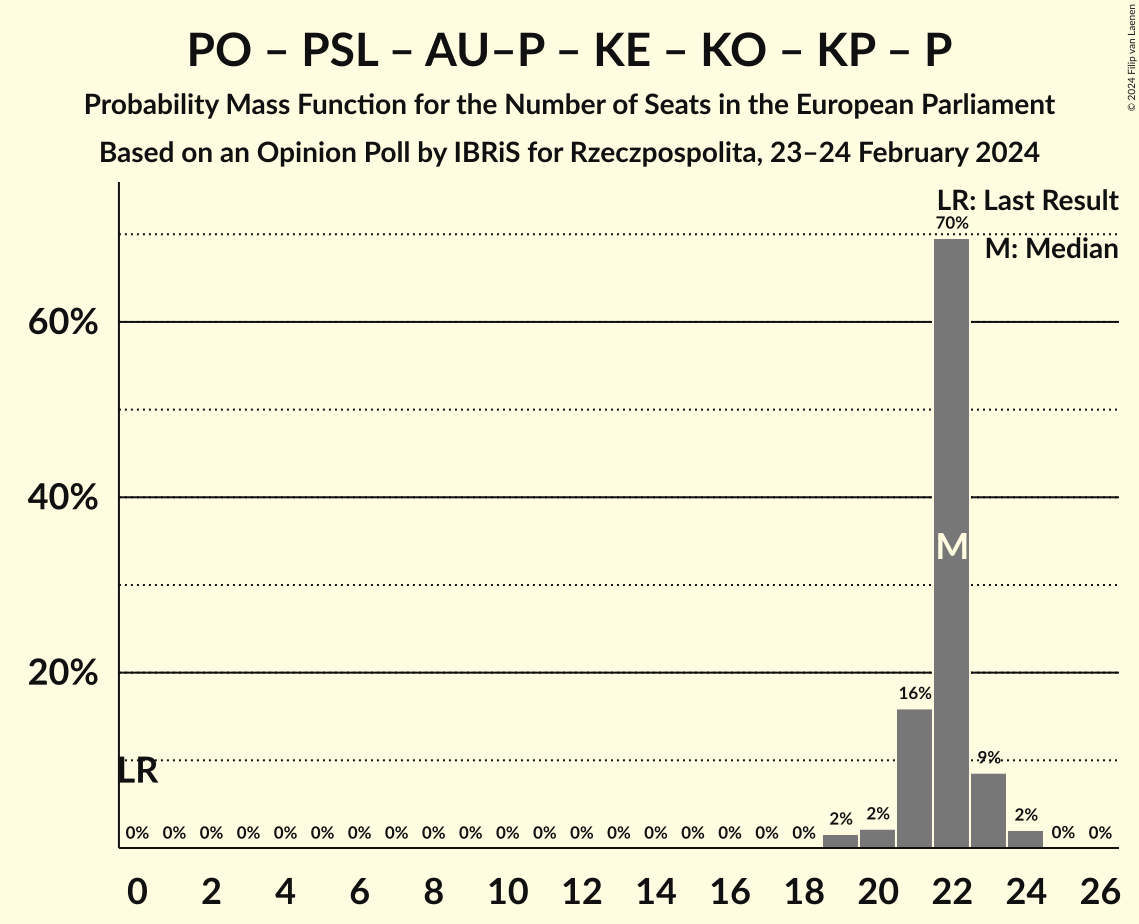 PO – PSL – AU–P – KE – KO – KP – P
Probability Mass Function for the Number of Seats in the European Parliament
Based on an Opinion Poll by IBRiS for Rzeczpospolita, 23–24 February 2024
© 2024 Filip van Laenen
LR: Last Result
M: Median
60%
40%
20%
LR
M
0% 0% 0% 0% 0% 0% 0% 0% 0% 0% 0% 0% 0% 0% 0% 0% 0% 0% 0% 2% 2% 16% 70% 9% 2% 0% 0%
0 2 4 6 8 10 12 14 16 18 20 22 24 26